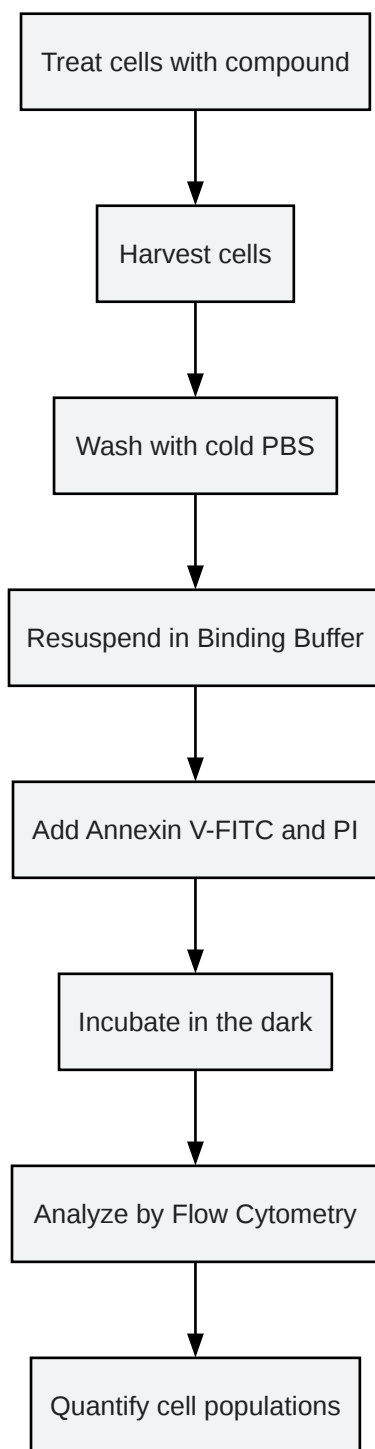 Treat cells with compound
Harvest cells
Wash with cold PBS
Resuspend in Binding Buffer
Add Annexin V-FITC and PI
Incubate in the dark
Analyze by Flow Cytometry
Quantify cell populations